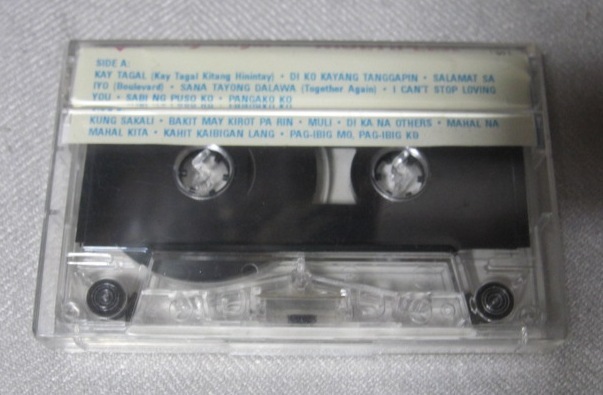 SIDE A:
KAY TAGAL (Kay Tagal Kitang Hinintay) • DI KO KAYANG TANGGAPIN • SALAMAT SA
IYO (Boulevard) • SANA TAYONG DALAWA (Together Again) • I CAN'T STOP LOVING
YOU • SABI NG PUSO KO • PANGAKO KO
KUNG SAKALI • BAKIT MAY KIROT PA RIN • MULI • DI KA NA OTHERS • MAHAL NA
MAHAL KITA • KAHIT KAIBIGAN LANG • PAG-IBIG MO, PAG-IBIG KO